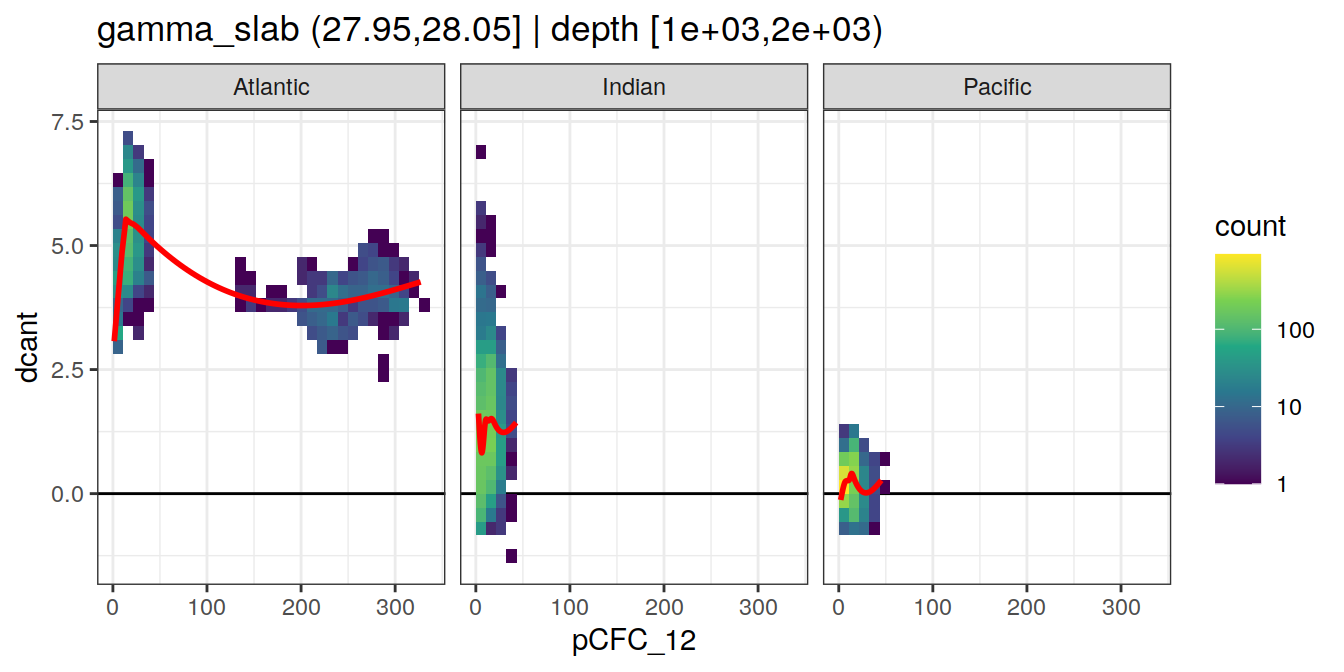 gamma_slab (27.95,28.05] | depth [1e+03,2e+03)
Atlantic Indian Pacific
7.5
5.0
2.5
0.0
dcant
0 100 200 300 0 100 200 300 0 100 200 300
pCFC_12
count
100
10
1